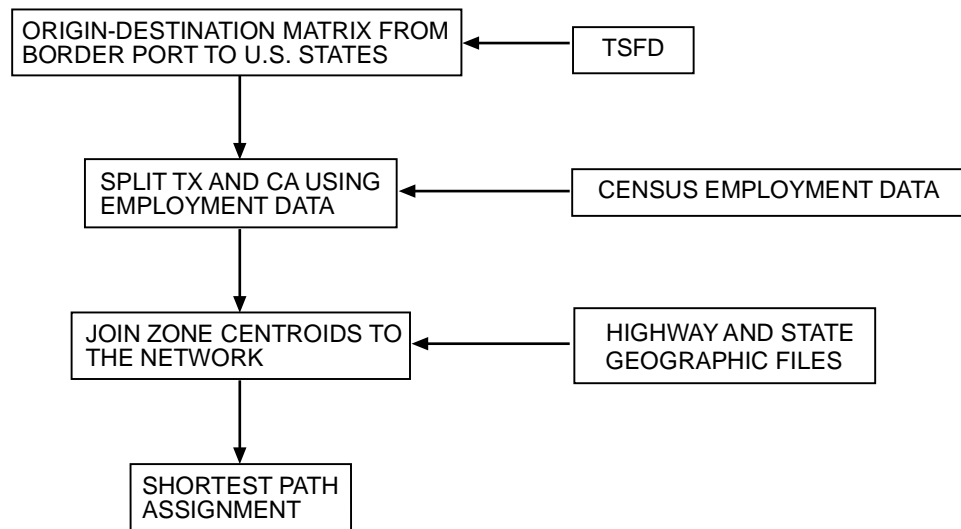 ORIGIN-DESTINATION MATRIX FROM
BORDER PORT TO U.S. STATES
TSFD
SPLIT TX AND CA USING
EMPLOYMENT DATA
CENSUS EMPLOYMENT DATA
JOIN ZONE CENTROIDS TO
THE NETWORK
HIGHWAY AND STATE
GEOGRAPHIC FILES
SHORTEST PATH
ASSIGNMENT